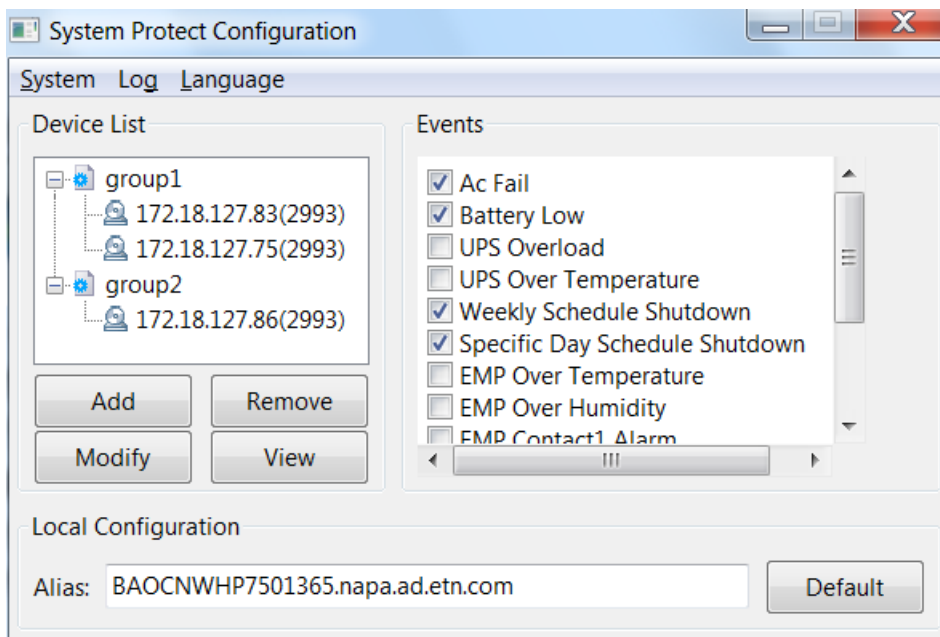 System Protect Configuration
System Log Language
Device List
group1
172.18.127.83(2993)
172.18.127.75(2993)
group2
172.18.127.86(2993)
Add Remove
Modify View
Events
Ac Fail
Battery Low
UPS Overload
UPS Over Temperature
Weekly Schedule Shutdown
Specific Day Schedule Shutdown
EMP Over Temperature
EMP Over Humidity
EMP Contact1 Alarm
Local Configuration
Alias: BAOCNWHP7501365.napa.ad.etn.com Default